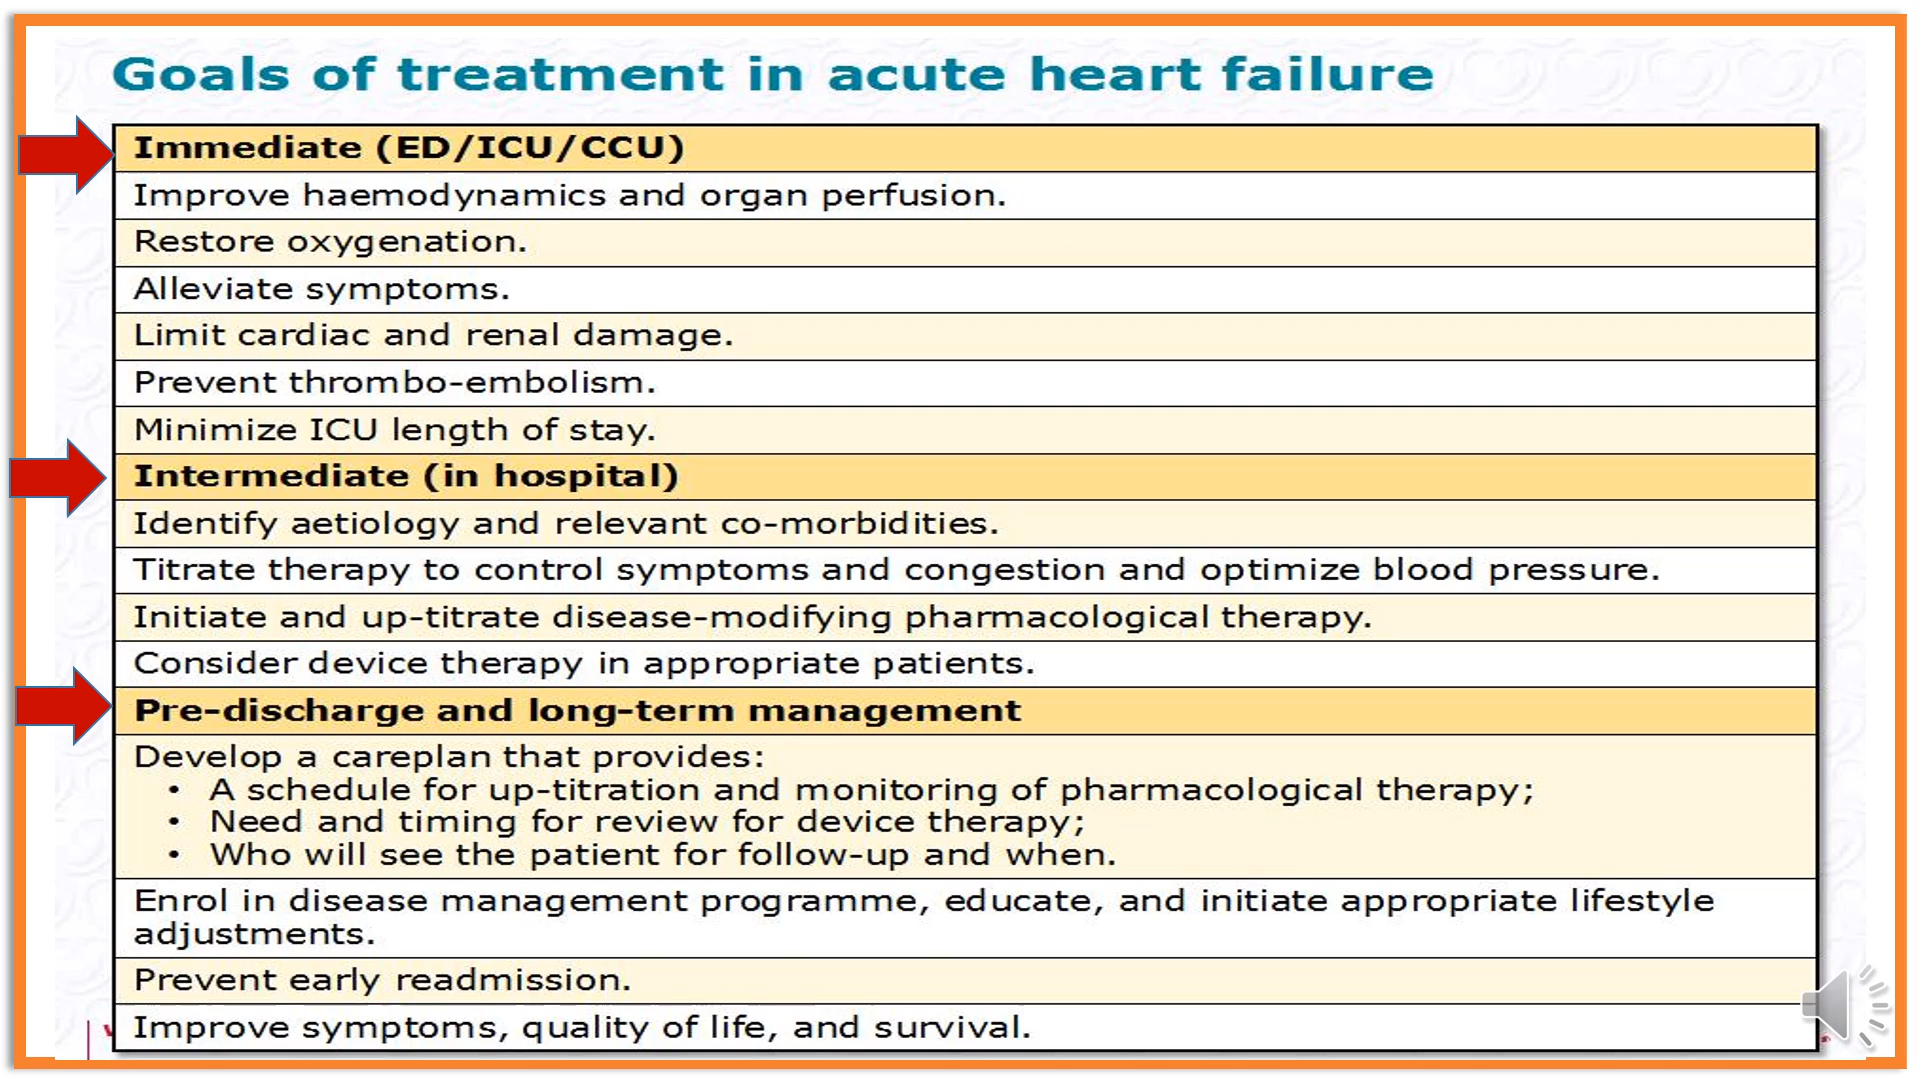 Goals of treatment in acute heart failure
Immediate (ED/ICU/CCU)
Improve haemodynamics and organ perfusion.
Restore oxygenation.
Alleviate symptoms.
Limit cardiac and renal damage.
Prevent thrombo-embolism.
Minimize ICU length of stay.
Intermediate (in hospital)
Identify aetiology and relevant co-morbidities.
Titrate therapy to control symptoms and congestion and optimize blood pressure.
Initiate and up-titrate disease-modifying pharmacological therapy.
Consider device therapy in appropriate patients.
Pre-discharge and long-term management
Develop a careplan that provides:
• A schedule for up-titration and monitoring of pharmacological therapy;
• Need and timing for review for device therapy;
• Who will see the patient for follow-up and when.
Enrol in disease management programme, educate, and initiate appropriate lifestyle
adjustments.
Prevent early readmission.
Improve symptoms, quality of life, and survival.